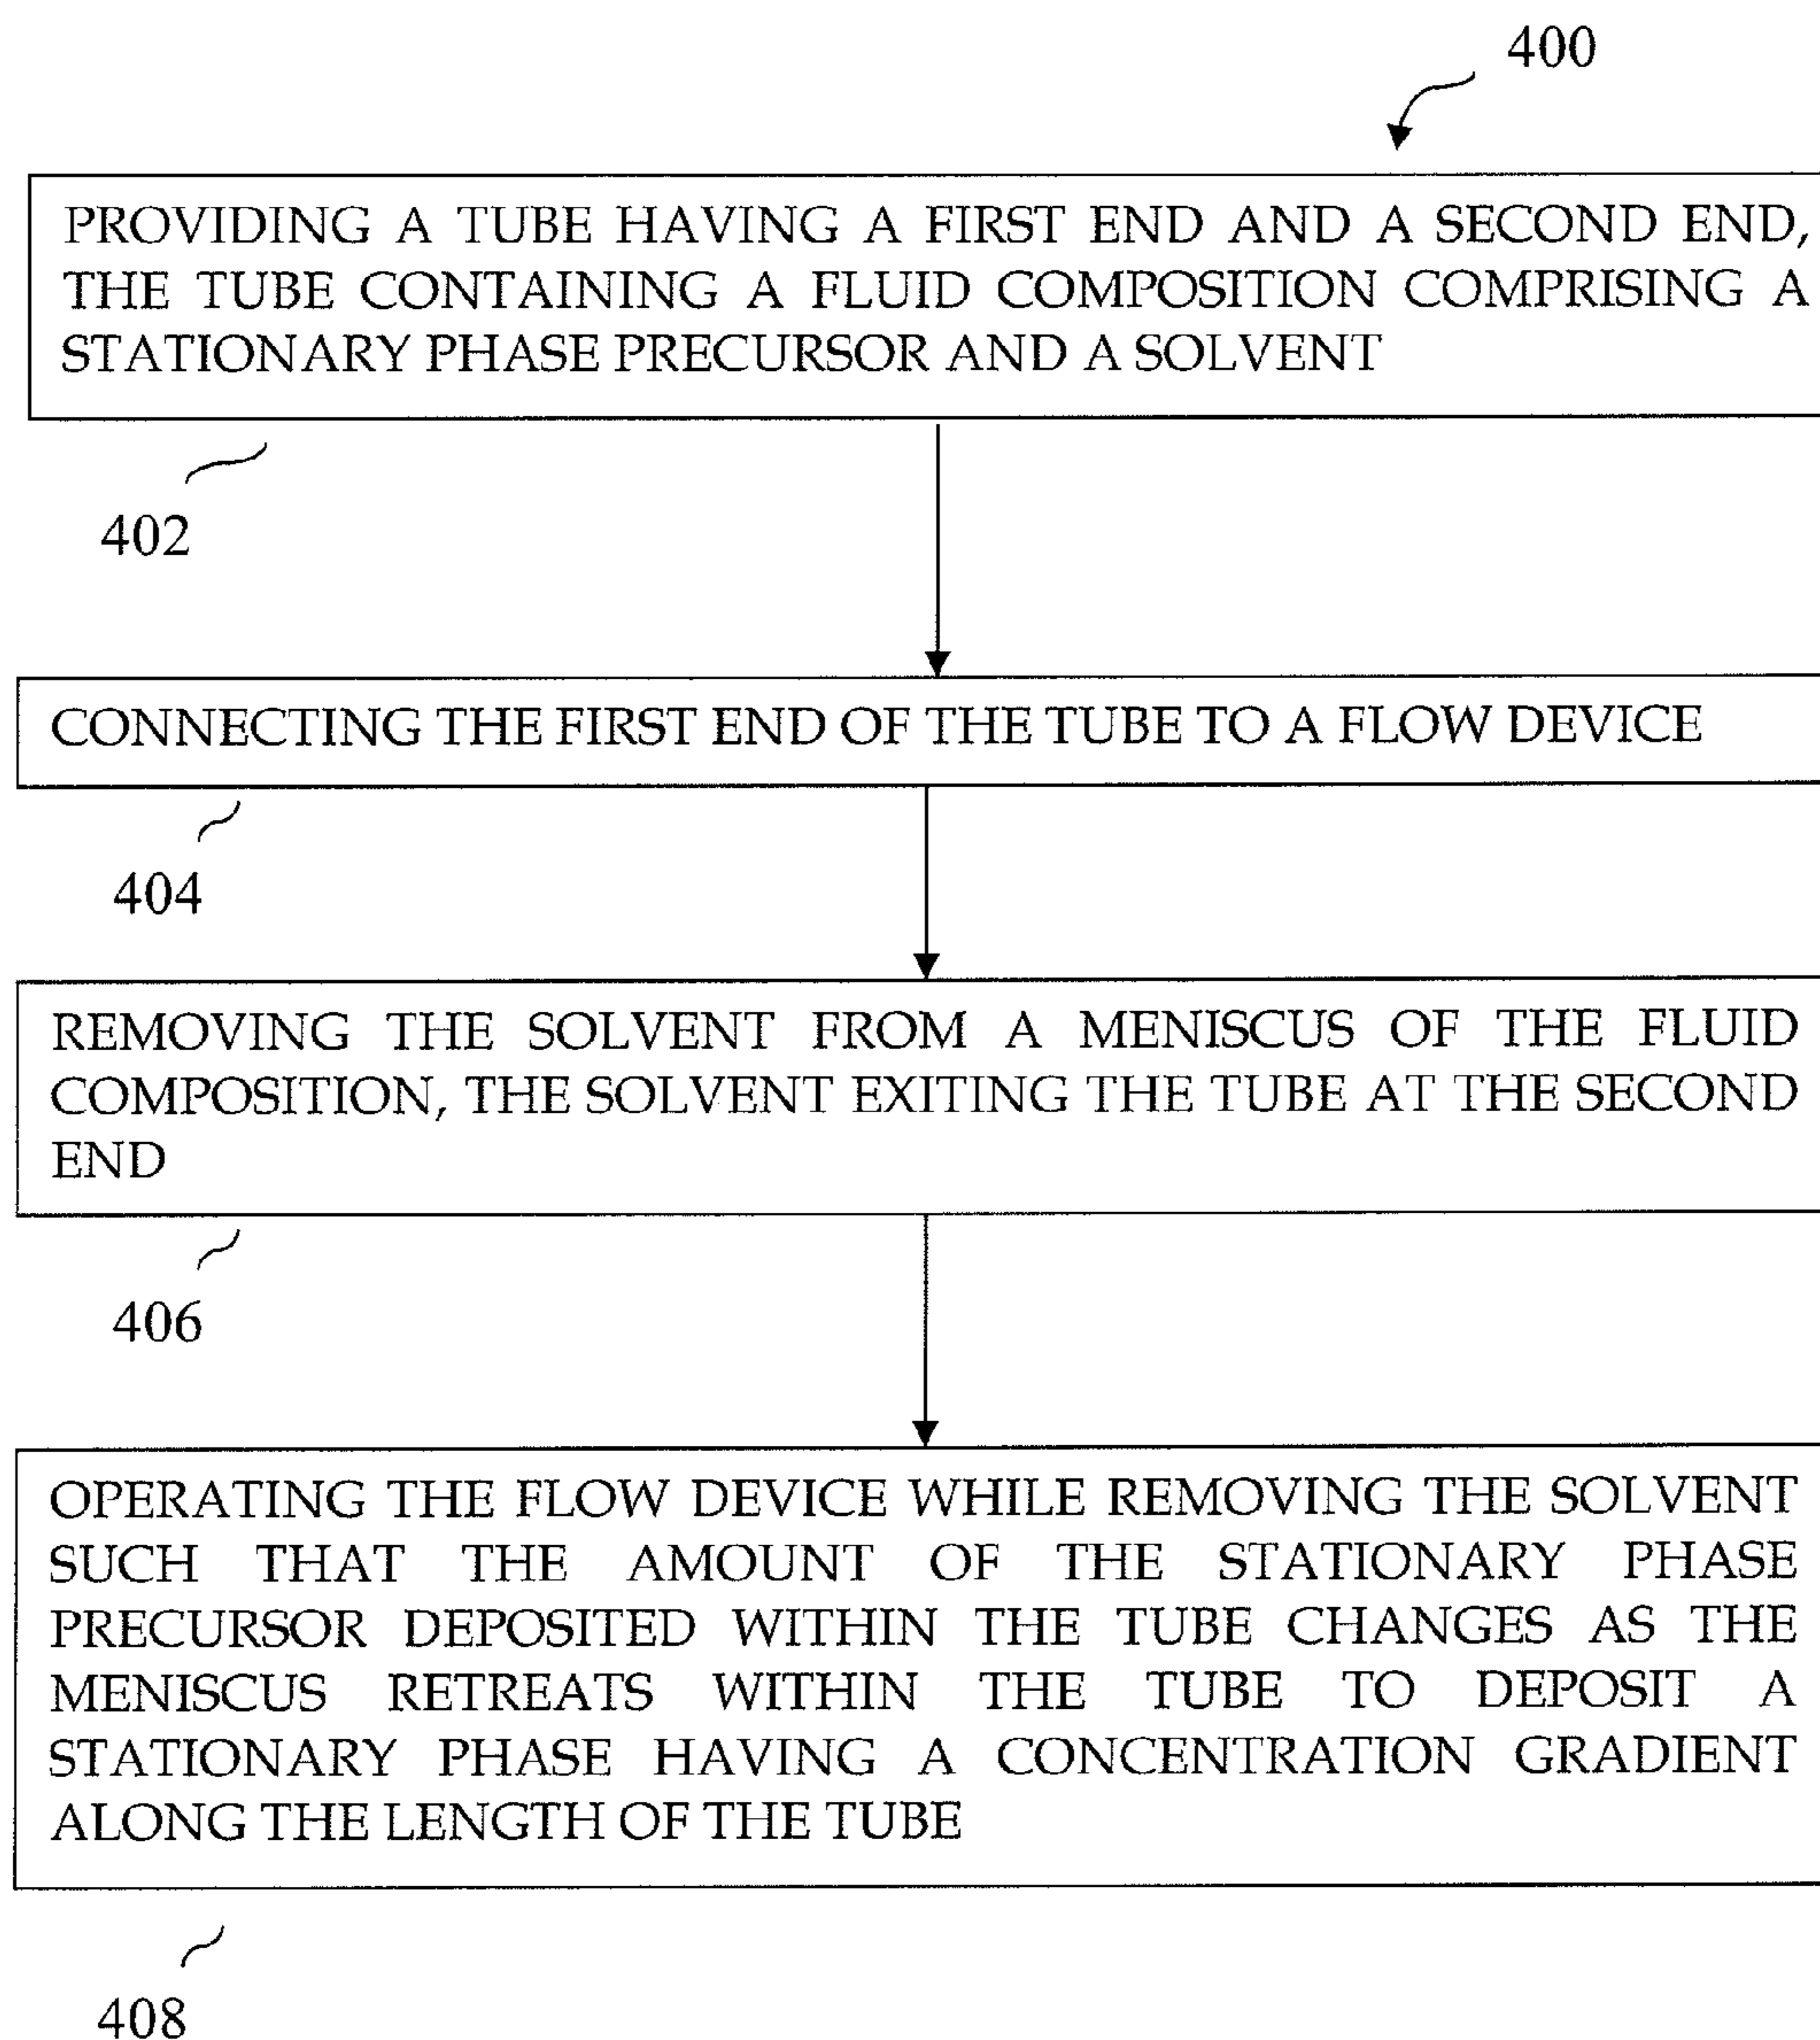 400
PROVIDING A TUBE HAVING A FIRST END AND A SECOND END,
THE TUBE CONTAINING A FLUID COMPOSITION COMPRISING A
STATIONARY PHASE PRECURSOR AND A SOLVENT
402
CONNECTING THE FIRST END OF THE TUBE TO A FLOW DEVICE
404
REMOVING THE SOLVENT FROM A MENISCUS OF THE FLUID
COMPOSITION, THE SOLVENT EXITING THE TUBE AT THE SECOND
END
406
OPERATING THE FLOW DEVICE WHILE REMOVING THE SOLVENT
SUCH THAT THE AMOUNT OF THE STATIONARY PHASE
PRECURSOR DEPOSITED WITHIN THE TUBE CHANGES AS THE
MENISCUS RETREATS WITHIN THE TUBE TO DEPOSIT A
STATIONARY PHASE HAVING A CONCENTRATION GRADIENT
ALONG THE LENGTH OF THE TUBE
408